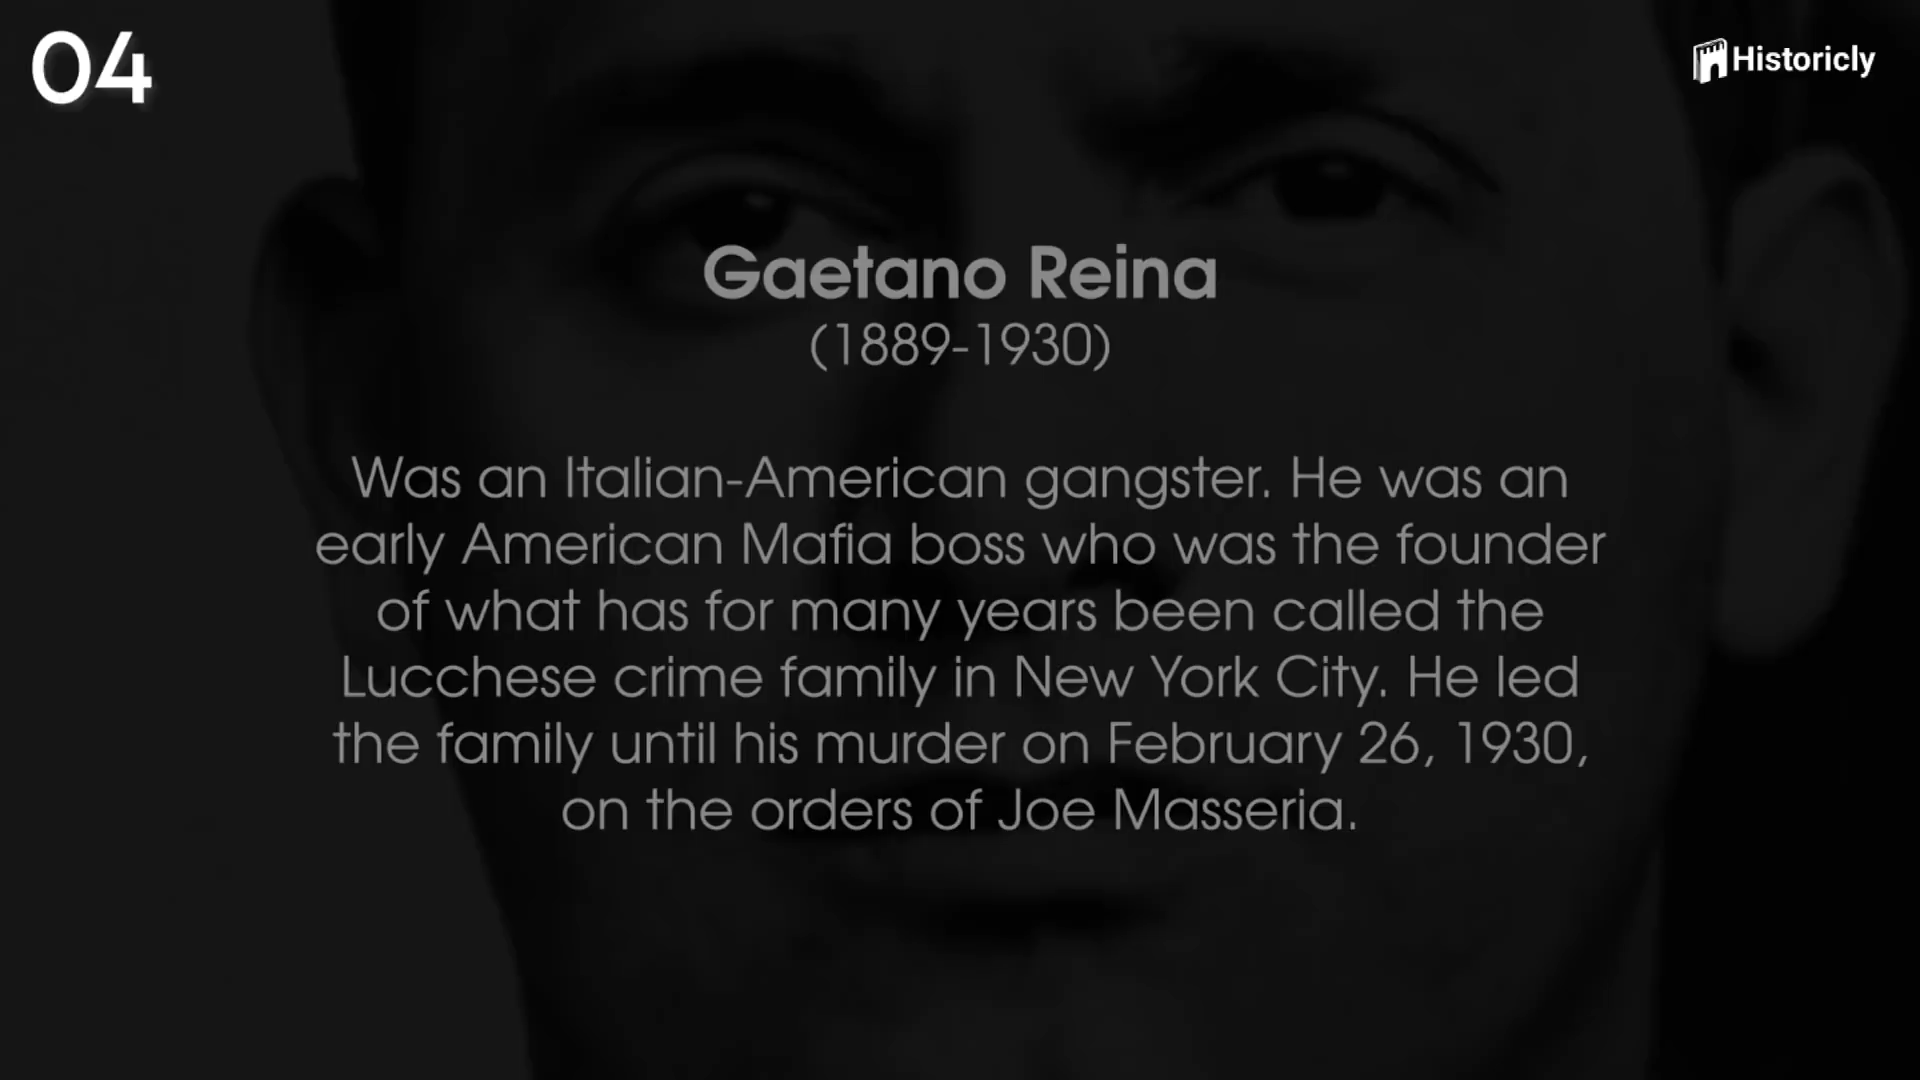 04
Historicly
Gaetano Reina
(1889-1930)
Was an Italian-American gangster. He was an
early American Mafia boss who was the founder
of what has for many years been called the
Lucchese crime family in New York City. He led
the family until his murder on February 26, 1930,
on the orders of Joe Masseria.